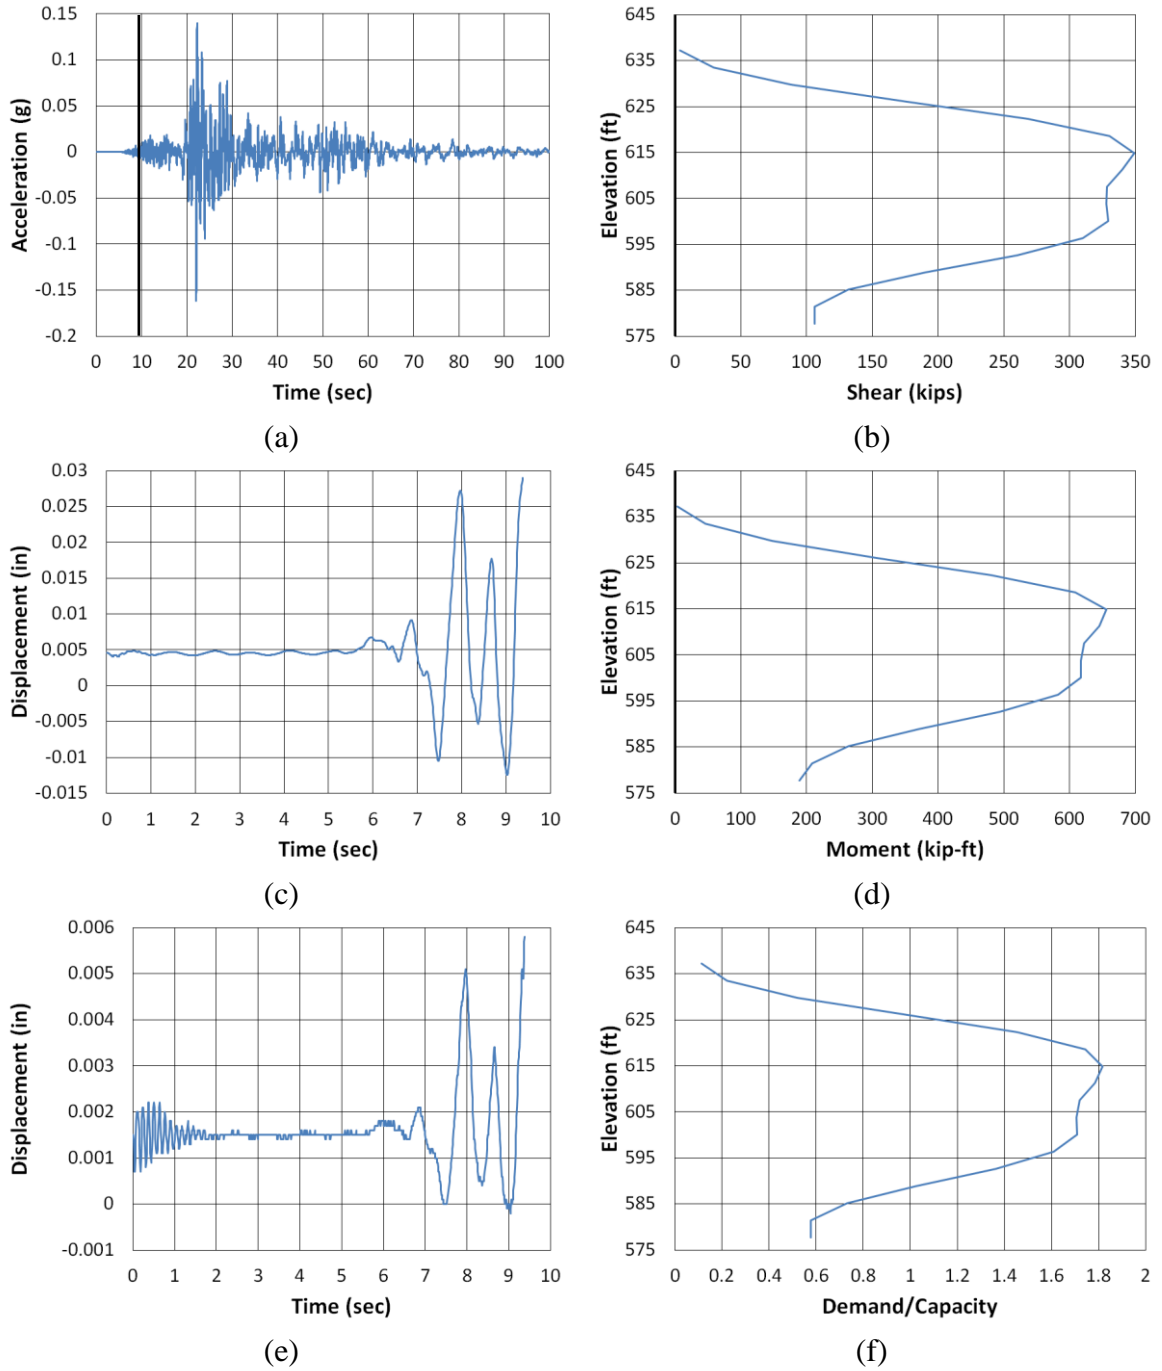 0.15
0.1
0.05
0
-0.05
-0.1
-0.15
-0.2
Acceleration (g)
0 10 20 30 40 50 60 70 80 90 100
Time (sec)
(a)
645
635
625
615
605
595
585
575
Elevation (ft)
0 50 100 150 200 250 300 350
Shear (kips)
(b)
0.03
0.025
0.02
0.015
0.01
0.005
0
-0.005
-0.01
-0.015
Displacement (in)
0 1 2 3 4 5 6 7 8 9 10
Time (sec)
(c)
645
635
625
615
605
595
585
575
Elevation (ft)
0 100 200 300 400 500 600 700
Moment (kip-ft)
(d)
0.006
0.005
0.004
0.003
0.002
0.001
0
-0.001
Displacement (in)
0 1 2 3 4 5 6 7 8 9 10
Time (sec)
(e)
645
635
625
615
605
595
585
575
Elevation (ft)
0 0.2 0.4 0.6 0.8 1 1.2 1.4 1.6 1.8 2
Demand/Capacity
(f)